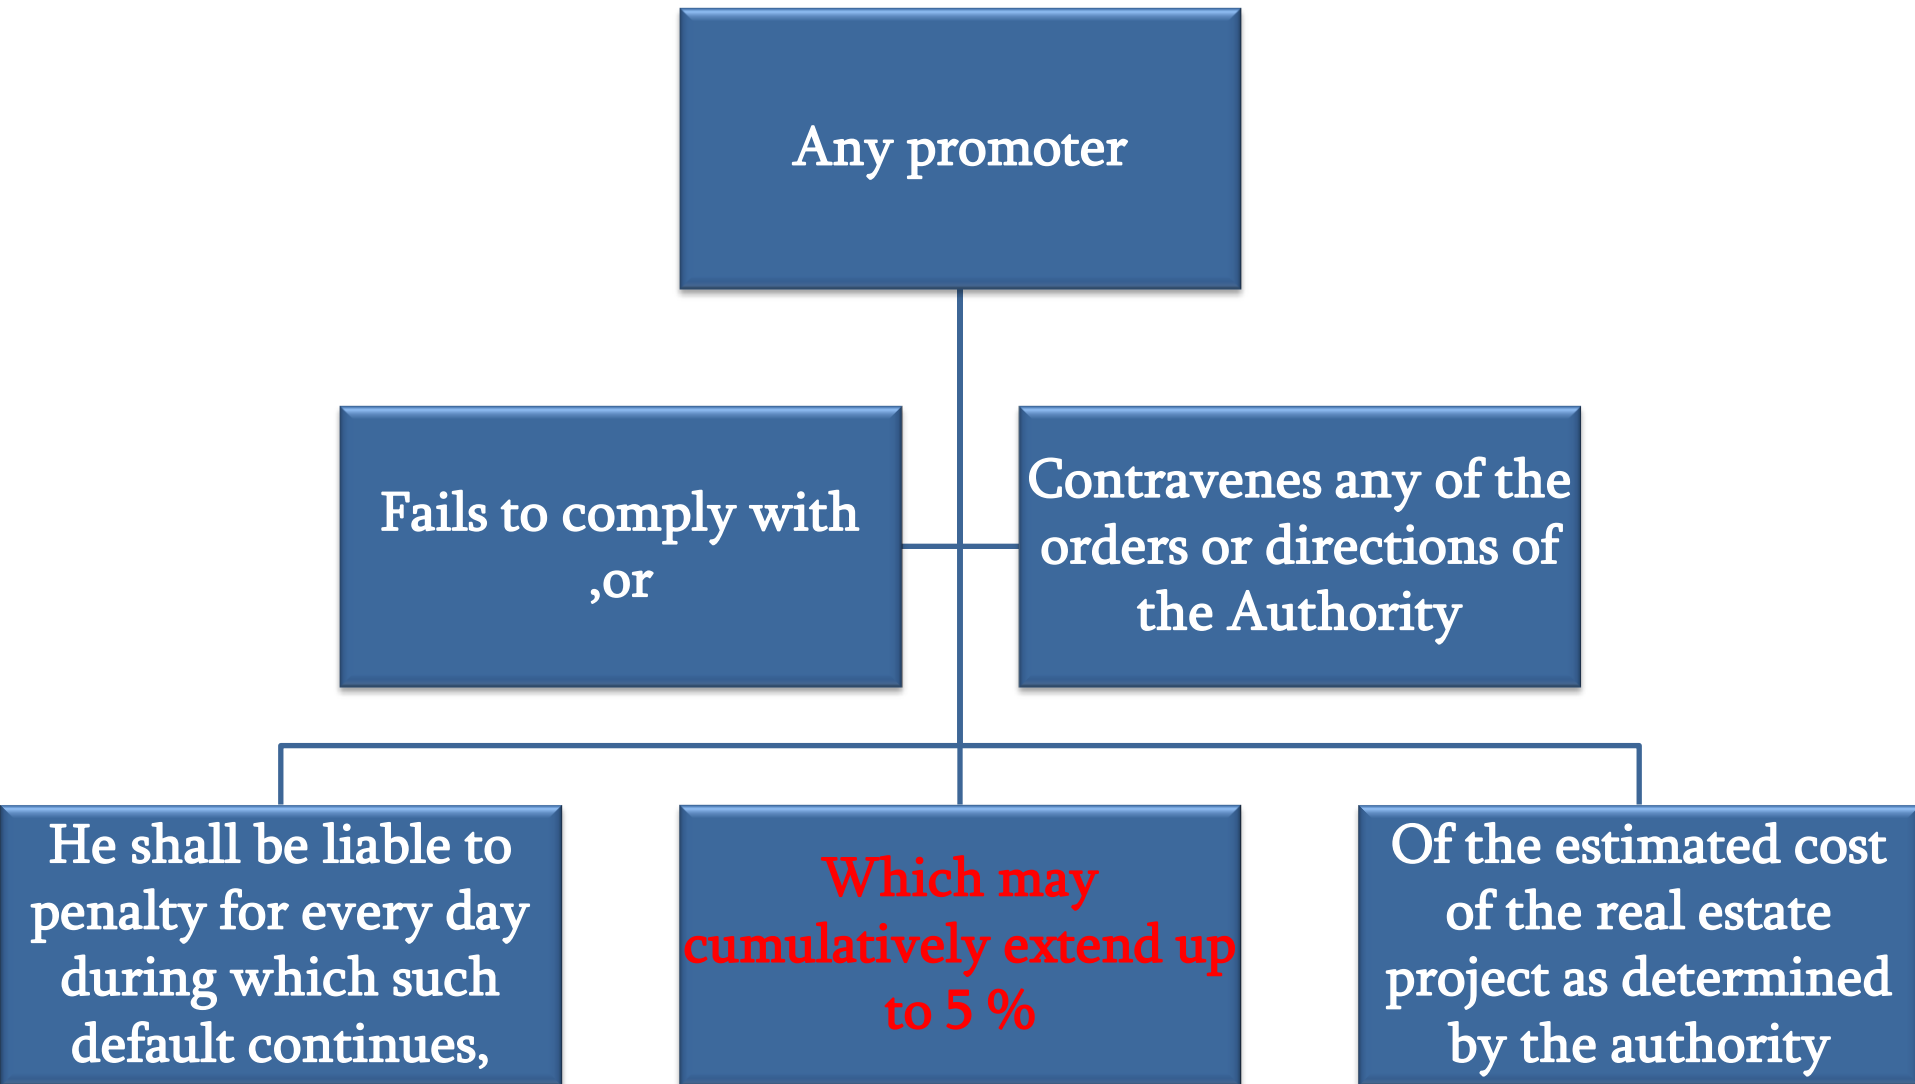 Any promoter
Fails to comply with
,or
Contravenes any of the
orders or directions of
the Authority
He shall be liable to
penalty for every day
during which such
default continues,
Which may
cumulatively extend up
to 5 %
Of the estimated cost
of the real estate
project as determined
by the authority